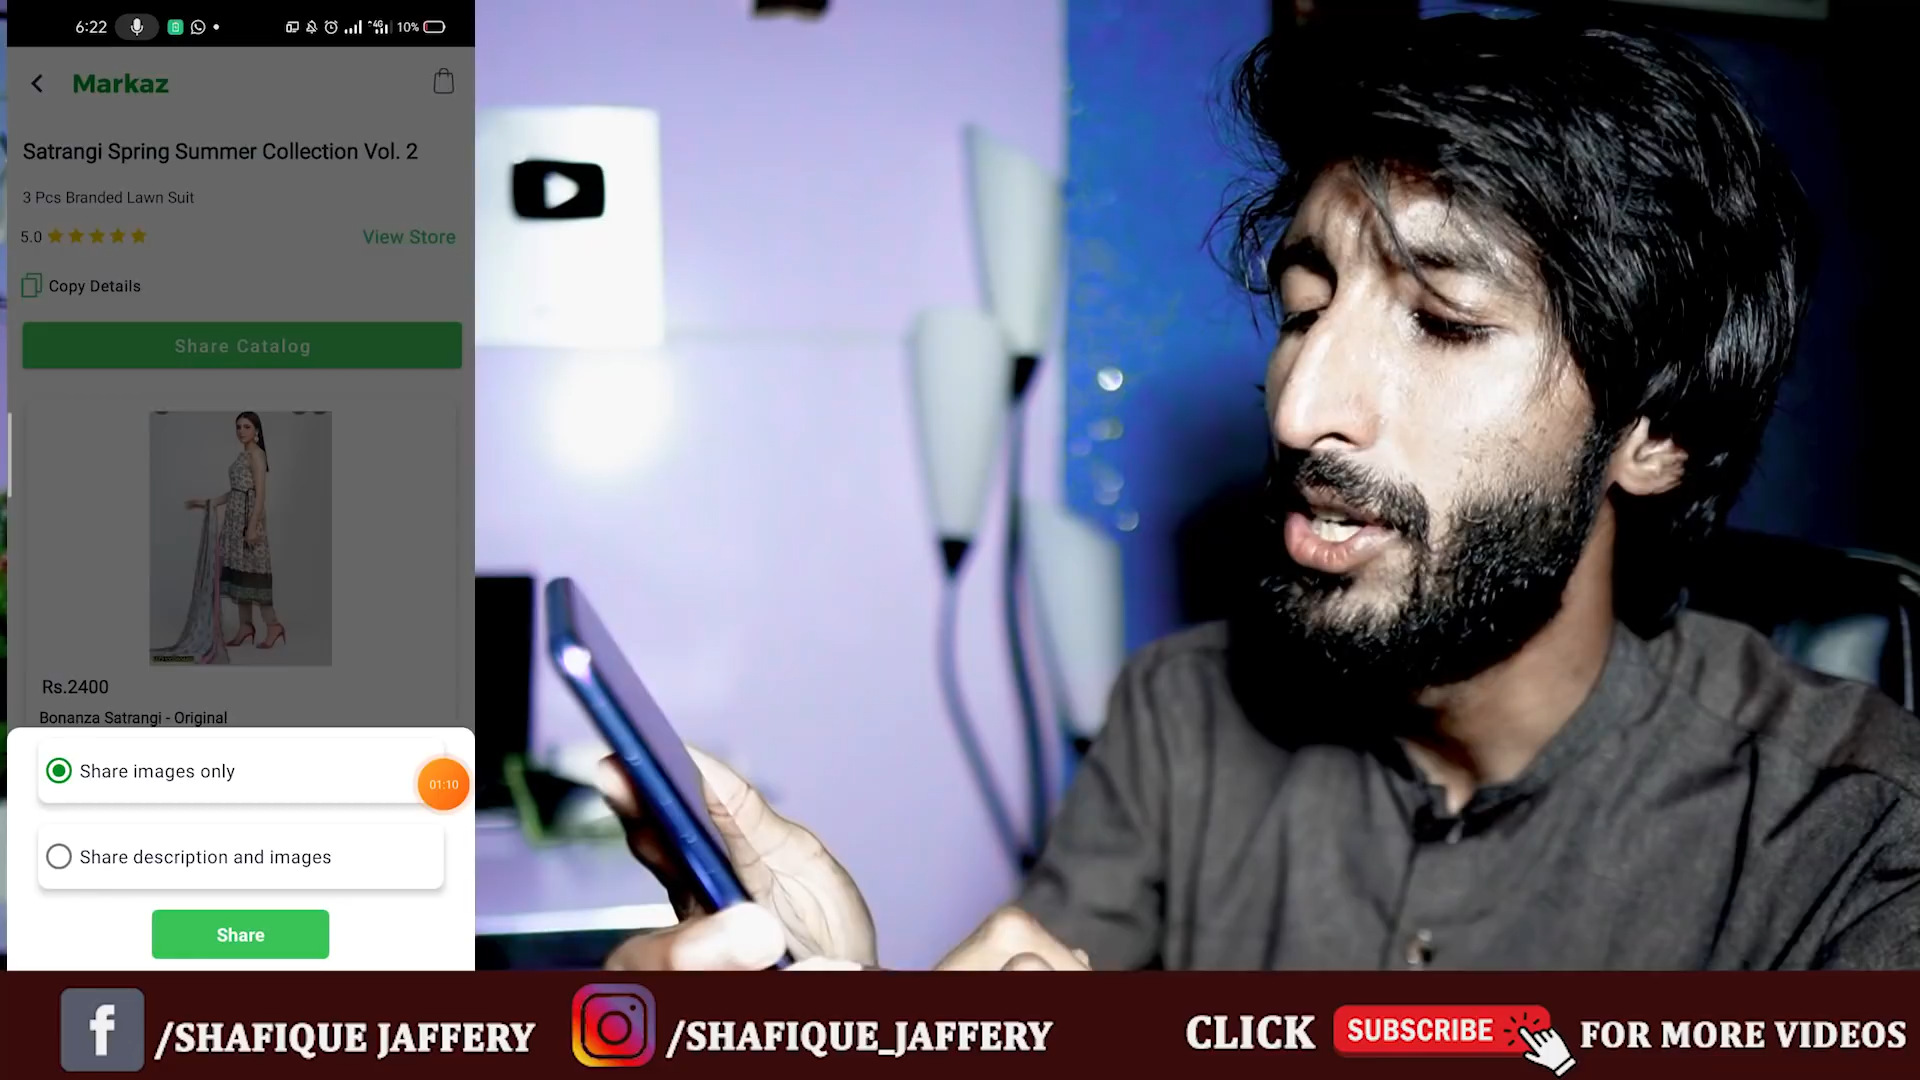 6:22
4G 10%
Markaz
Satrangi Spring Summer Collection Vol. 2
3 Pcs Branded Lawn Suit
5.0
View Store
Copy Details
Share Catalog
Rs.2400
Bonanza Satrangi - Original
Share images only
01:10
Share description and images
Share
f /SHAFIQUE JAFFERY
/SHAFIQUE_JAFFERY
CLICK SUBSCRIBE FOR MORE VIDEOS